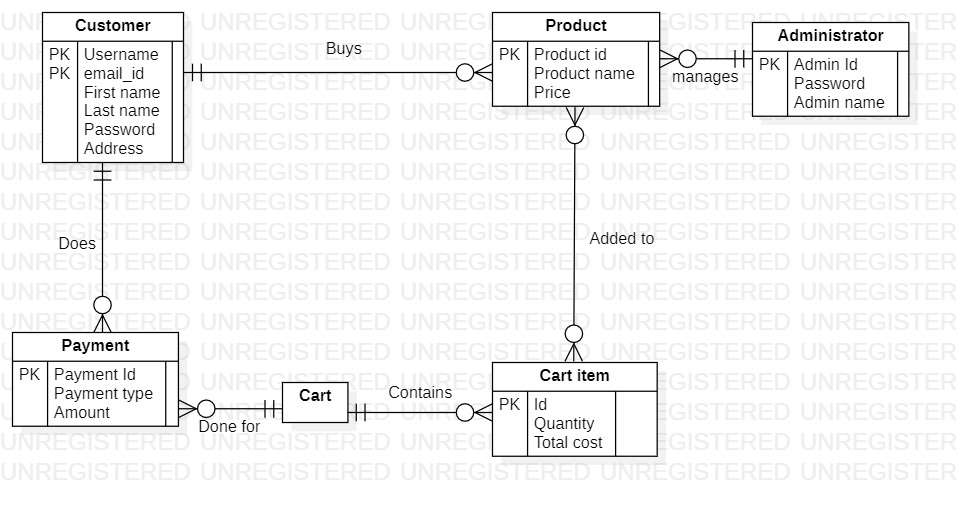 Customer
PK Username
PK email_id
First name
Last name
Password
Address
Buys
Product
PK Product id
Product name
Price
manages
Administrator
PK Admin Id
Password
Admin name
Does
Added to
Payment
PK Payment Id
Payment type
Amount
Done for
Cart
Contains
Cart item
PK Id
Quantity
Total cost
UNREGISTERED UNREGISTERED UNREGISTERED UNREGISTERED UNREGISTERED